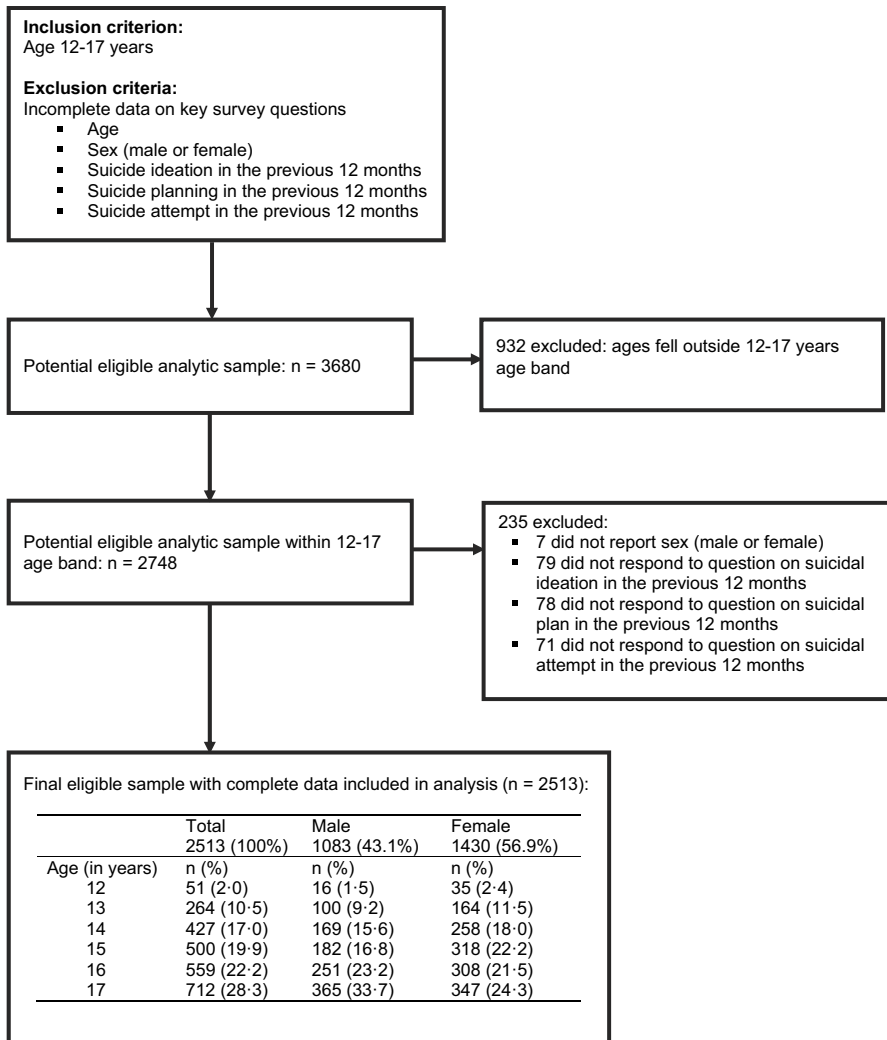 Inclusion criterion:
Age 12-17 years
Exclusion criteria:
Incomplete data on key survey questions
▪ Age
▪ Sex (male or female)
▪ Suicide ideation in the previous 12 months
▪ Suicide planning in the previous 12 months
▪ Suicide attempt in the previous 12 months
Potential eligible analytic sample: n = 3680
932 excluded: ages fell outside 12-17 years
age band
Potential eligible analytic sample within 12-17
age band: n = 2748
235 excluded:
▪ 7 did not report sex (male or female)
▪ 79 did not respond to question on suicidal
ideation in the previous 12 months
▪ 78 did not respond to question on suicidal
plan in the previous 12 months
▪ 71 did not respond to question on suicidal
attempt in the previous 12 months
Final eligible sample with complete data included in analysis (n = 2513):
Total Male Female
2513 (100%) 1083 (43.1%) 1430 (56.9%)
Age (in years) n (%) n (%) n (%)
12 51 (2·0) 16 (1·5) 35 (2·4)
13 264 (10·5) 100 (9·2) 164 (11·5)
14 427 (17·0) 169 (15·6) 258 (18·0)
15 500 (19·9) 182 (16·8) 318 (22·2)
16 559 (22·2) 251 (23·2) 308 (21·5)
17 712 (28·3) 365 (33·7) 347 (24·3)